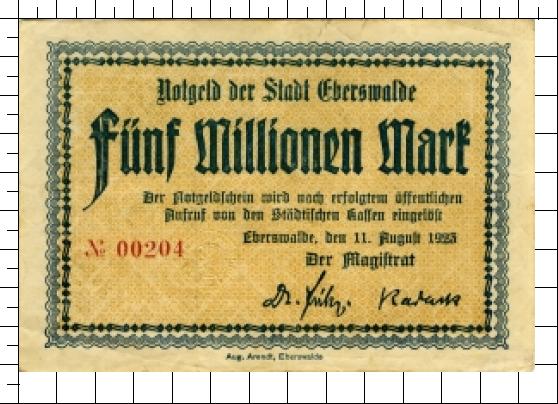 Notgeld der Stadt Eberswalde
Fünf Millionen Mark
Der Notgeldschein wird nach erfolgtem öffentlichen
Aufruf von den Städtischen Kassen eingelöst
Eberswalde, den 11. August 1923
№ 00204
Der Magistrat
Aug. Arendt, Eberswalde